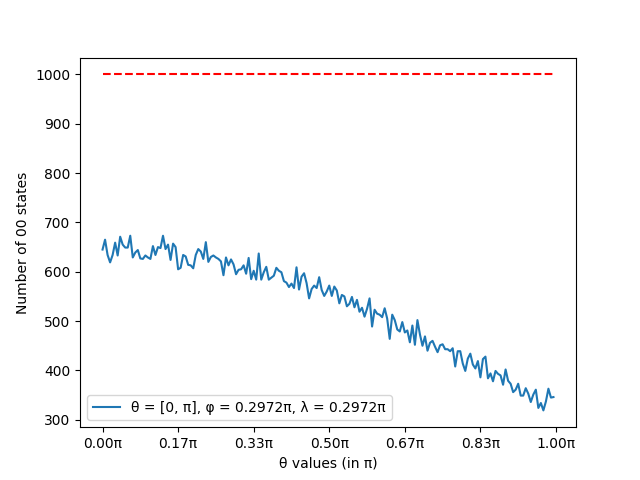 1000
900
800
700
600
500
400
300
Number of 00 states
θ = [0, π], φ = 0.2972π, λ = 0.2972π
0.00π 0.17π 0.33π 0.50π 0.67π 0.83π 1.00π
θ values (in π)